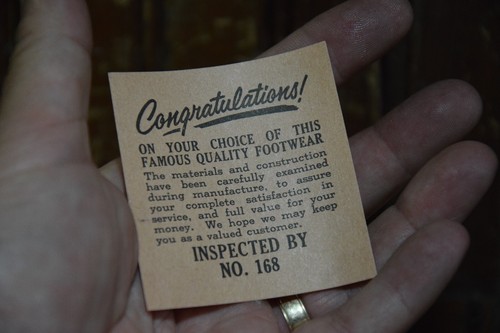 Congratulations!
ON YOUR CHOICE OF THIS
FAMOUS QUALITY FOOTWEAR
The materials and construction
have been carefully examined
during manufacture, to assure
your complete satisfaction in
service, and full value for your
money. We hope we may keep
you as a valued customer.
INSPECTED BY
NO. 168